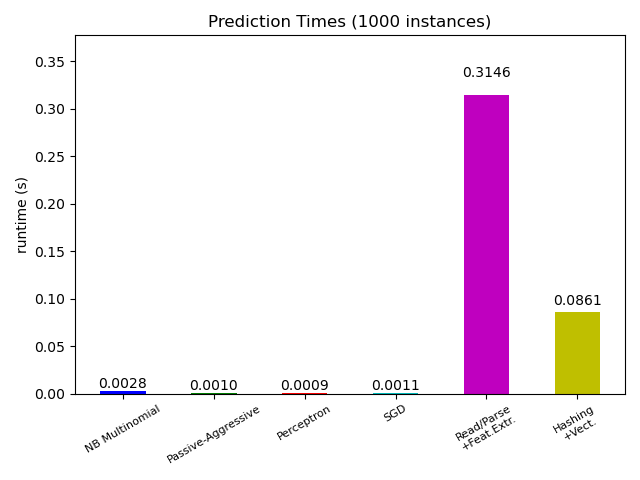 Prediction Times (1000 instances)
runtime (s)
0.35
0.30
0.25
0.20
0.15
0.10
0.05
0.00
0.0028
0.0010
0.0009
0.0011
0.3146
0.0861
NB Multinomial
Passive-Aggressive
Perceptron
SGD
Read/Parse
+Feat.Extr.
Hashing
+Vect.